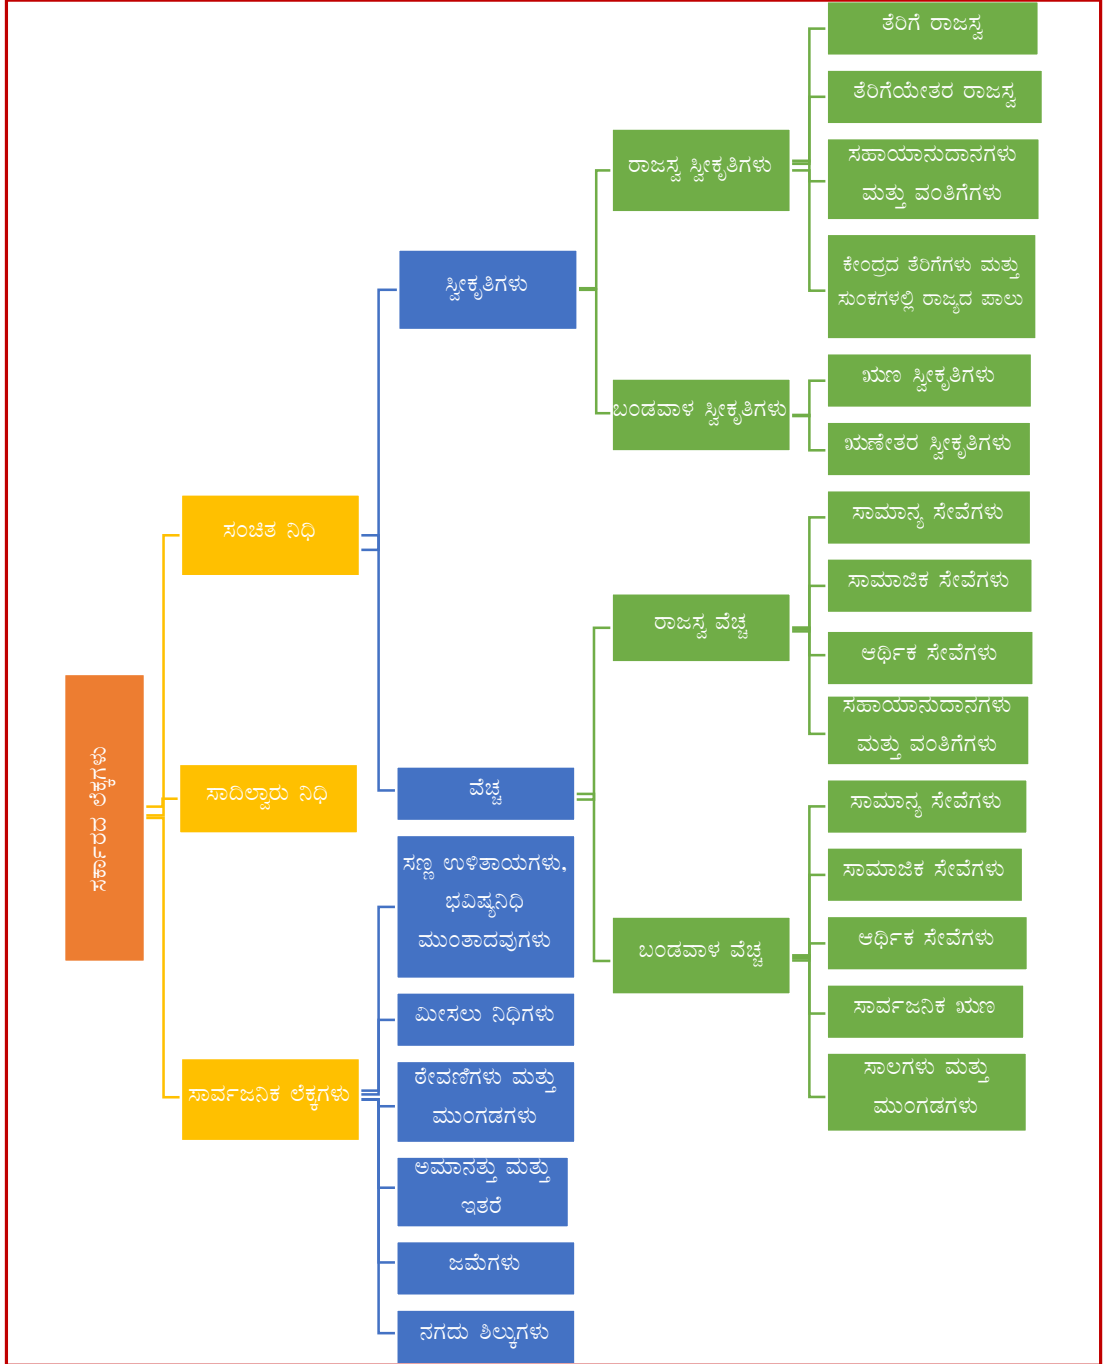 ಸರ್ಕಾರದ ಲೆಕ್ಕಗಳು
ಸಂಚಿತ ನಿಧಿ
ಸ್ವೀಕೃತಿಗಳು
ರಾಜಸ್ವ ಸ್ವೀಕೃತಿಗಳು
ತೆರಿಗೆ ರಾಜಸ್ವ
ತೆರಿಗೆಯೇತರ ರಾಜಸ್ವ
ಸಹಾಯಾನುದಾನಗಳು
ಮತ್ತು ವಂತಿಗೆಗಳು
ಕೇಂದ್ರದ ತೆರಿಗೆಗಳು ಮತ್ತು
ಸುಂಕಗಳಲ್ಲಿ ರಾಜ್ಯದ ಪಾಲು
ಬಂಡವಾಳ ಸ್ವೀಕೃತಿಗಳು
ಋಣ ಸ್ವೀಕೃತಿಗಳು
ಋಣೇತರ ಸ್ವೀಕೃತಿಗಳು
ವೆಚ್ಚ
ರಾಜಸ್ವ ವೆಚ್ಚ
ಸಾಮಾನ್ಯ ಸೇವೆಗಳು
ಸಾಮಾಜಿಕ ಸೇವೆಗಳು
ಆರ್ಥಿಕ ಸೇವೆಗಳು
ಸಹಾಯಾನುದಾನಗಳು
ಮತ್ತು ವಂತಿಗೆಗಳು
ಬಂಡವಾಳ ವೆಚ್ಚ
ಸಾಮಾನ್ಯ ಸೇವೆಗಳು
ಸಾಮಾಜಿಕ ಸೇವೆಗಳು
ಆರ್ಥಿಕ ಸೇವೆಗಳು
ಸಾರ್ವಜನಿಕ ಋಣ
ಸಾಲಗಳು ಮತ್ತು
ಮುಂಗಡಗಳು
ಸಾದಿಲ್ವಾರು ನಿಧಿ
ಸಾರ್ವಜನಿಕ ಲೆಕ್ಕಗಳು
ಸಣ್ಣ ಉಳಿತಾಯಗಳು,
ಭವಿಷ್ಯನಿಧಿ
ಮುಂತಾದವುಗಳು
ಮೀಸಲು ನಿಧಿಗಳು
ಠೇವಣಿಗಳು ಮತ್ತು
ಮುಂಗಡಗಳು
ಅಮಾನತ್ತು ಮತ್ತು
ಇತರೆ
ಜಮೆಗಳು
ನಗದು ಶಿಲ್ಕುಗಳು